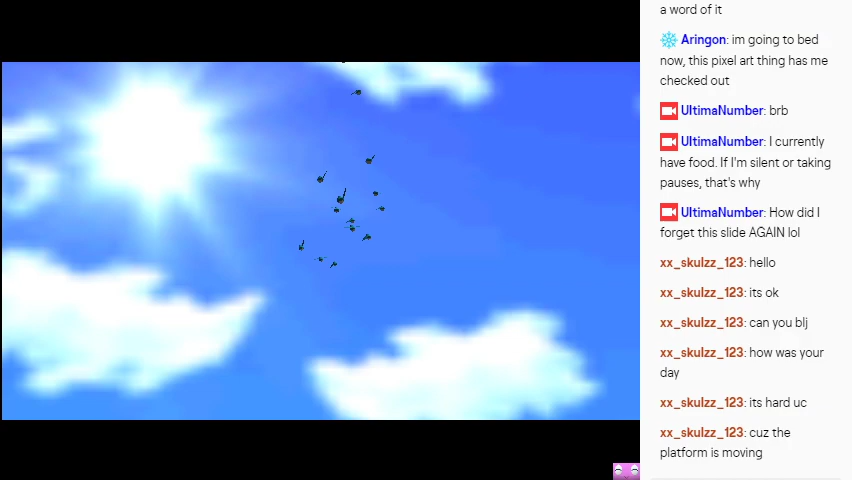 a word of it
Aringon: im going to bed
now, this pixel art thing has me
checked out
UltimaNumber: brb
UltimaNumber: I currently
have food. If I'm silent or taking
pauses, that's why
UltimaNumber: How did I
forget this slide AGAIN lol
xx_skulzz_123: hello
xx_skulzz_123: its ok
xx_skulzz_123: can you blj
xx_skulzz_123: how was your
day
xx_skulzz_123: its hard uc
xx_skulzz_123: cuz the
platform is moving